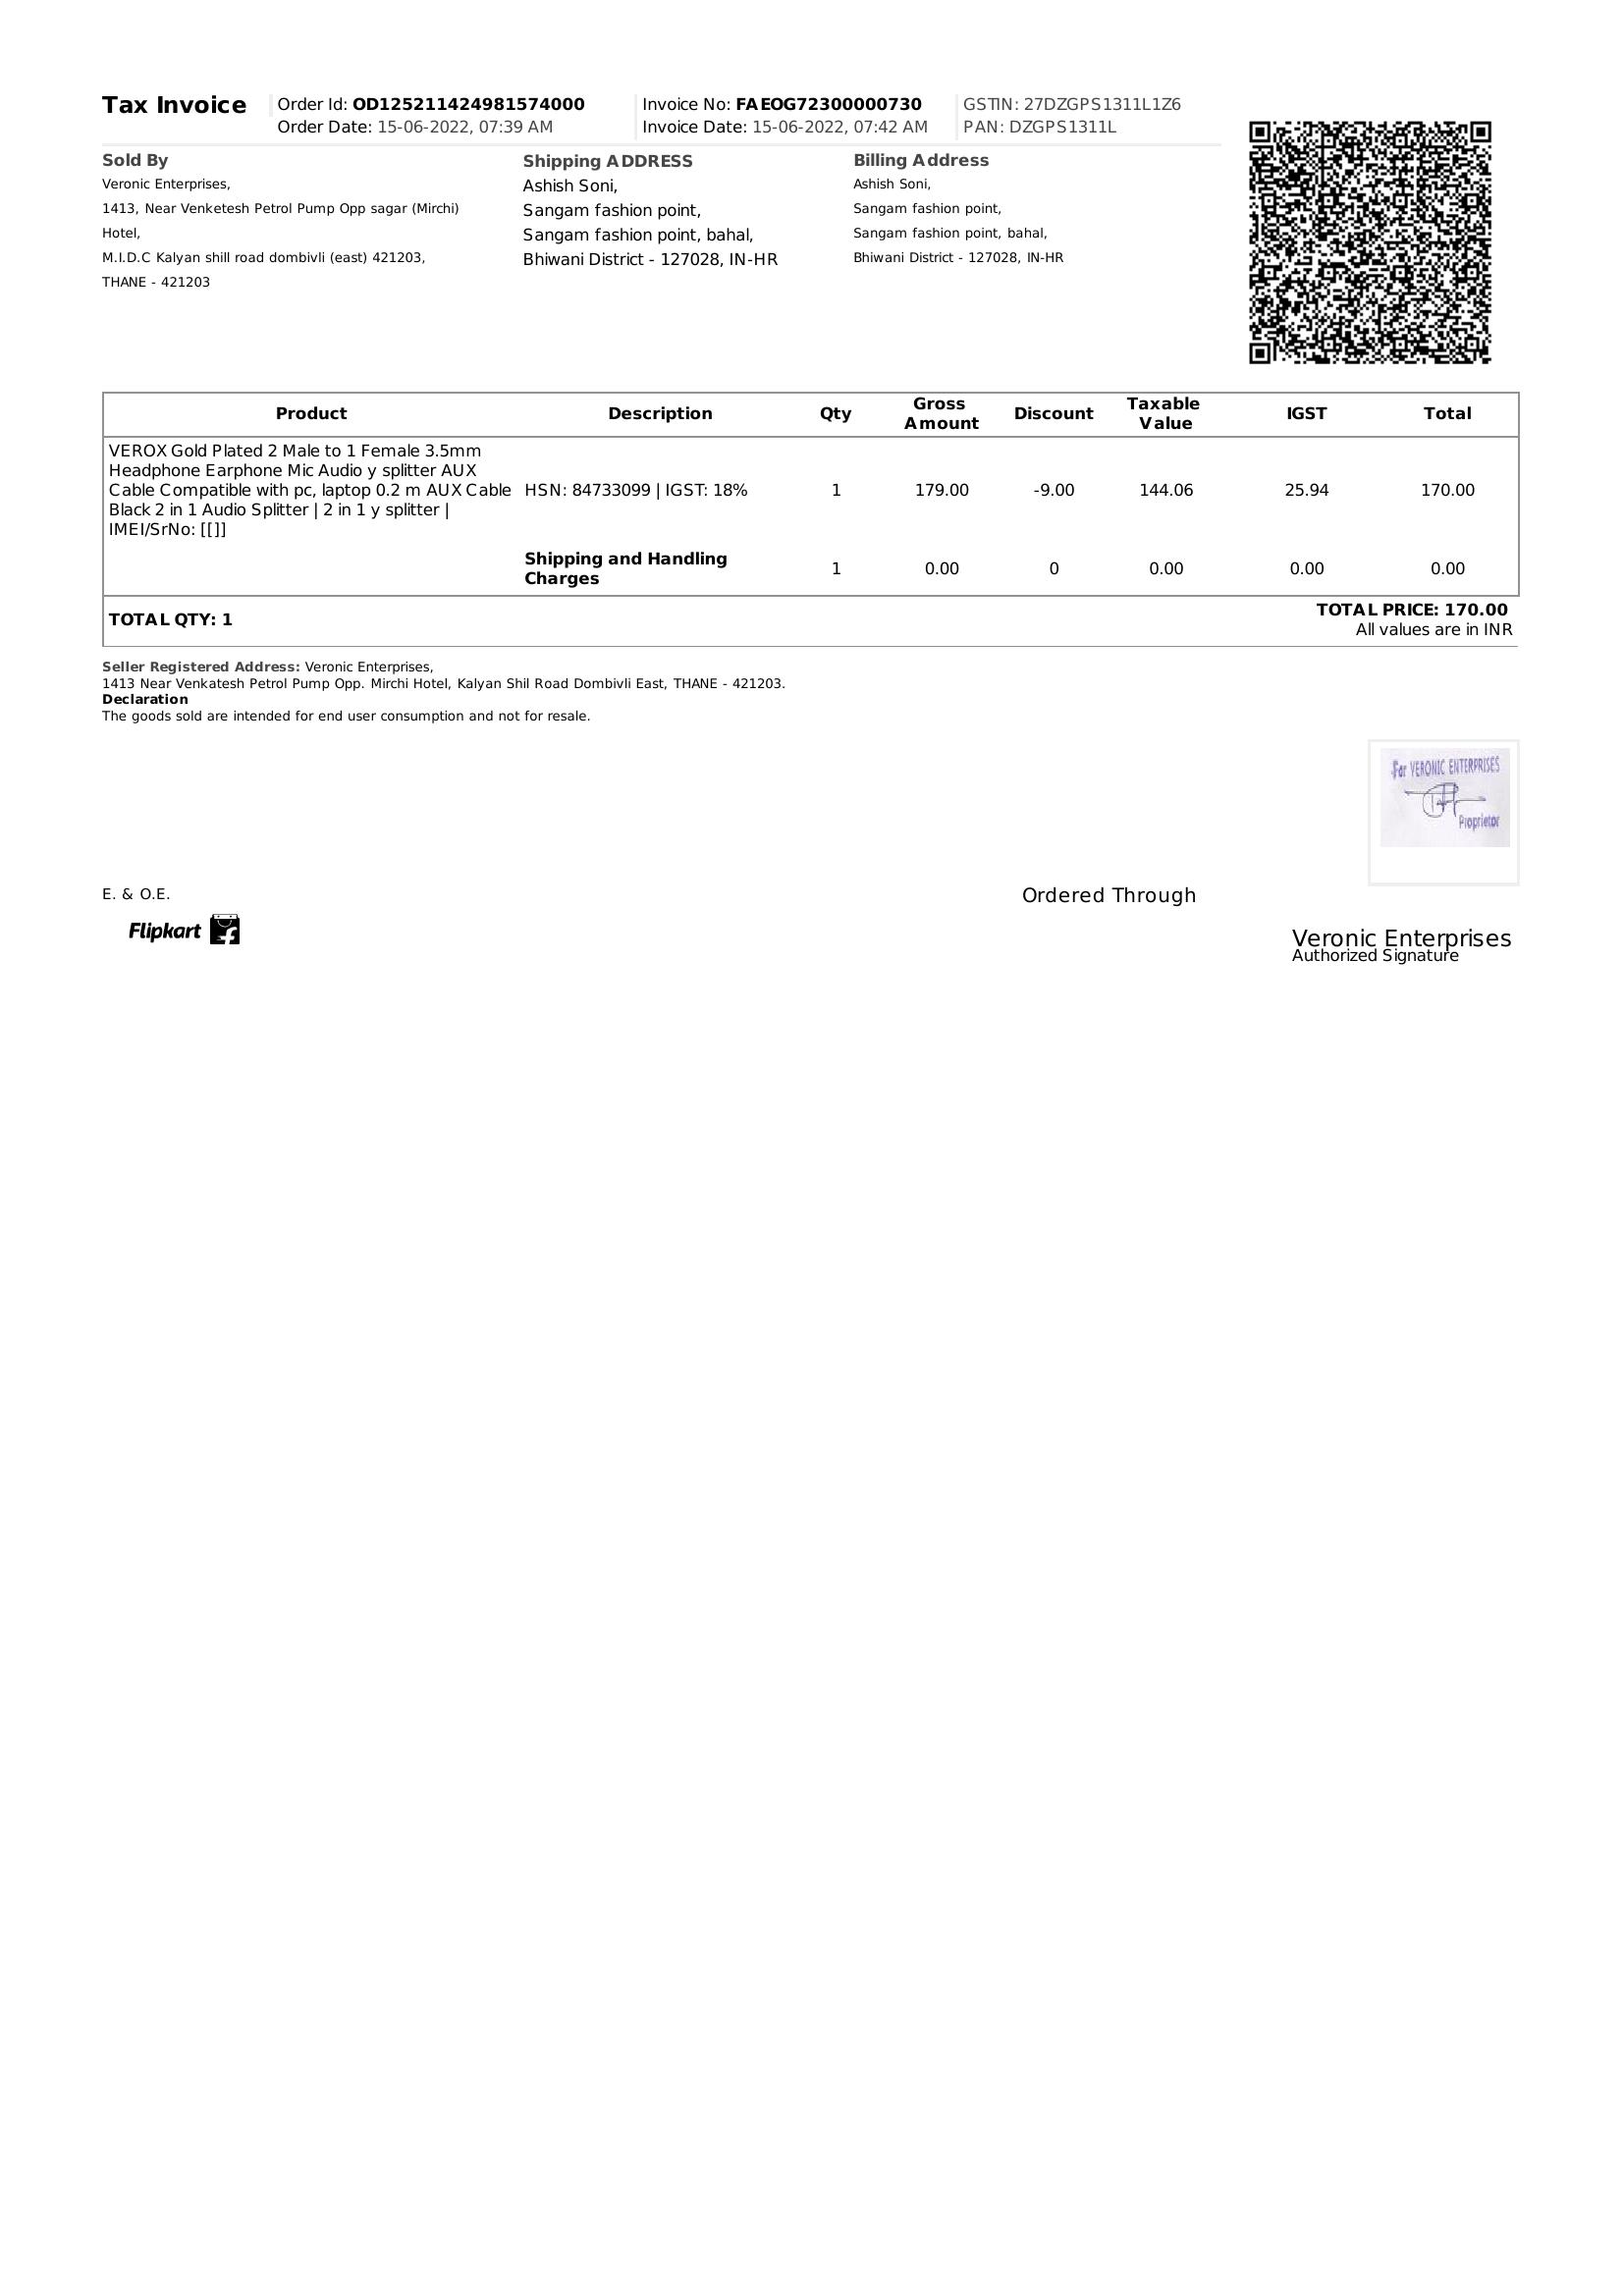 Tax Invoice
Order Id: OD125211424981574000
Order Date: 15-06-2022, 07:39 AM
Invoice No: FAEOG72300000730
Invoice Date: 15-06-2022, 07:42 AM
GSTIN: 27DZGPS1311L1Z6
PAN: DZGPS1311L
Sold By
Veronic Enterprises,
1413, Near Venketesh Petrol Pump Opp sagar (Mirchi)
Hotel,
M.I.D.C Kalyan shill road dombivli (east) 421203,
THANE - 421203
Shipping ADDRESS
Ashish Soni,
Sangam fashion point,
Sangam fashion point, bahal,
Bhiwani District - 127028, IN-HR
Billing Address
Ashish Soni,
Sangam fashion point,
Sangam fashion point, bahal,
Bhiwani District - 127028, IN-HR
Product Description Qty Gross Amount Discount Taxable Value IGST Total
VEROX Gold Plated 2 Male to 1 Female 3.5mm
Headphone Earphone Mic Audio y splitter AUX
Cable Compatible with pc, laptop 0.2 m AUX Cable
Black 2 in 1 Audio Splitter | 2 in 1 y splitter |
IMEI/SrNo: [[]]
HSN: 84733099 | IGST: 18% 1 179.00 -9.00 144.06 25.94 170.00
Shipping and Handling
Charges
1 0.00 0 0.00 0.00 0.00
TOTAL QTY: 1
TOTAL PRICE: 170.00
All values are in INR
Seller Registered Address: Veronic Enterprises,
1413 Near Venkatesh Petrol Pump Opp. Mirchi Hotel, Kalyan Shil Road Dombivli East, THANE - 421203.
Declaration
The goods sold are intended for end user consumption and not for resale.
For VERONIC ENTERPRISES
Proprietor
E. & O.E.
Ordered Through
Flipkart
Veronic Enterprises
Authorized Signature